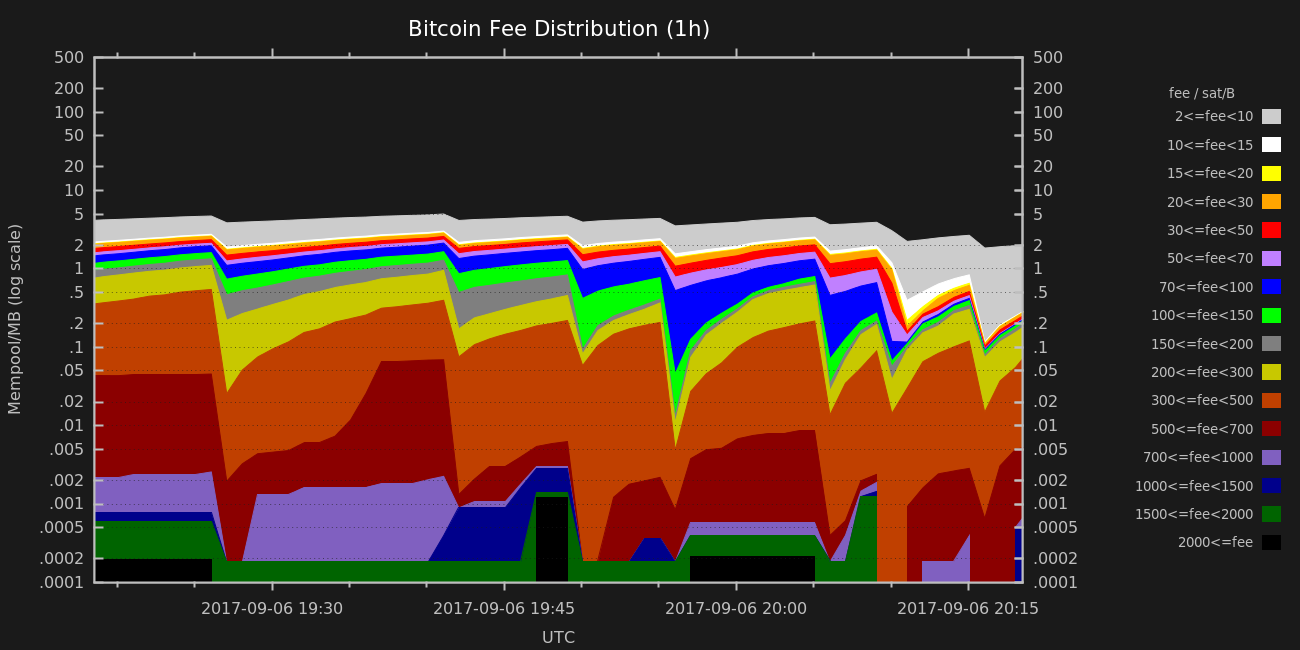 Bitcoin Fee Distribution (1h)
500
200
100
50
20
10
5
2
1
.5
.2
.1
.05
.02
.01
.005
.002
.001
.0005
.0002
.0001
Mempool/MB (log scale)
500
200
100
50
20
10
5
2
1
.5
.2
.1
.05
.02
.01
.005
.002
.001
.0005
.0002
.0001
2017-09-06 19:30
2017-09-06 19:45
2017-09-06 20:00
2017-09-06 20:15
UTC
fee / sat/B
2<=fee<10
10<=fee<15
15<=fee<20
20<=fee<30
30<=fee<50
50<=fee<70
70<=fee<100
100<=fee<150
150<=fee<200
200<=fee<300
300<=fee<500
500<=fee<700
700<=fee<1000
1000<=fee<1500
1500<=fee<2000
2000<=fee